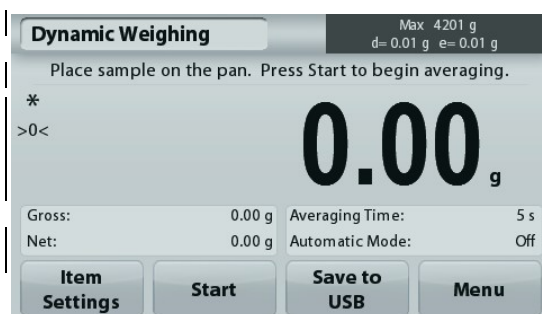 Dynamic Weighing
Max 4201 g
d= 0.01 g e= 0.01 g
Place sample on the pan. Press Start to begin averaging.
*
>0<
0.00 g
Gross: 0.00 g Averaging Time: 5 s
Net: 0.00 g Automatic Mode: Off
Item Settings
Start
Save to USB
Menu